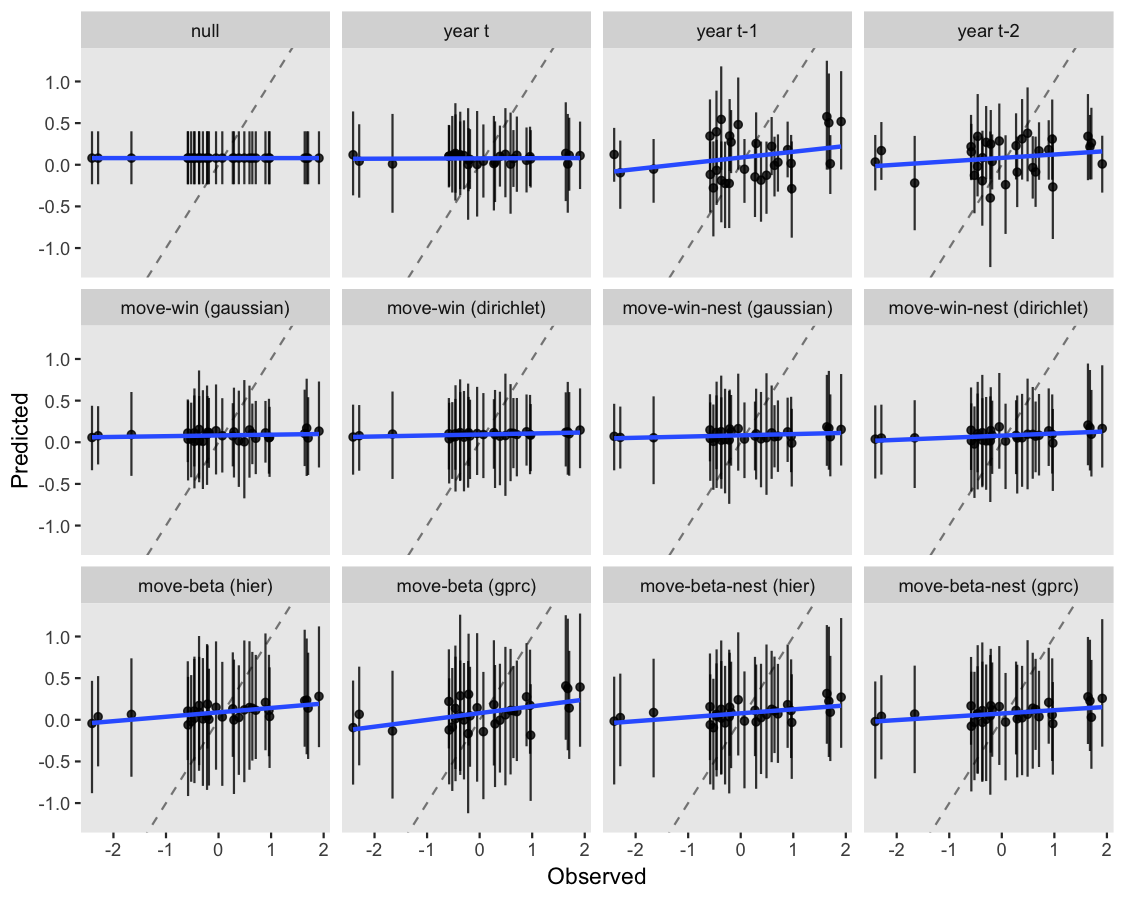 null year t year t-1 year t-2
1.0
0.5
0.0
-0.5
-1.0
move-win (gaussian) move-win (dirichlet) move-win-nest (gaussian) move-win-nest (dirichlet)
1.0
0.5
0.0
-0.5
-1.0
Predicted
move-beta (hier) move-beta (gprc) move-beta-nest (hier) move-beta-nest (gprc)
1.0
0.5
0.0
-0.5
-1.0
-2 -1 0 1 2 -2 -1 0 1 2 -2 -1 0 1 2 -2 -1 0 1 2
Observed